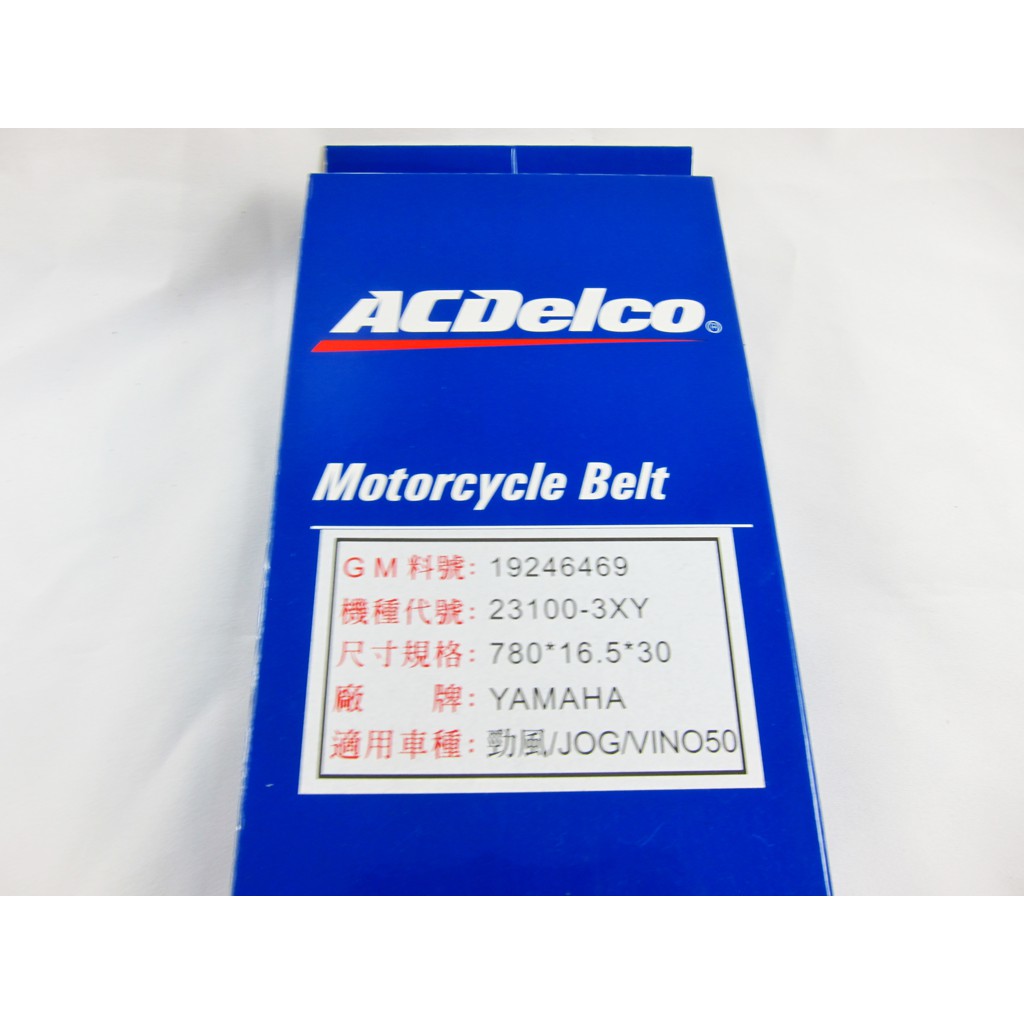 ACDelco
Motorcycle Belt
GM料號: 19246469
機種代號: 23100-3XY
尺寸規格: 780*16.5*30
廠 牌: YAMAHA
適用車種: 勁風/JOG/VINO50